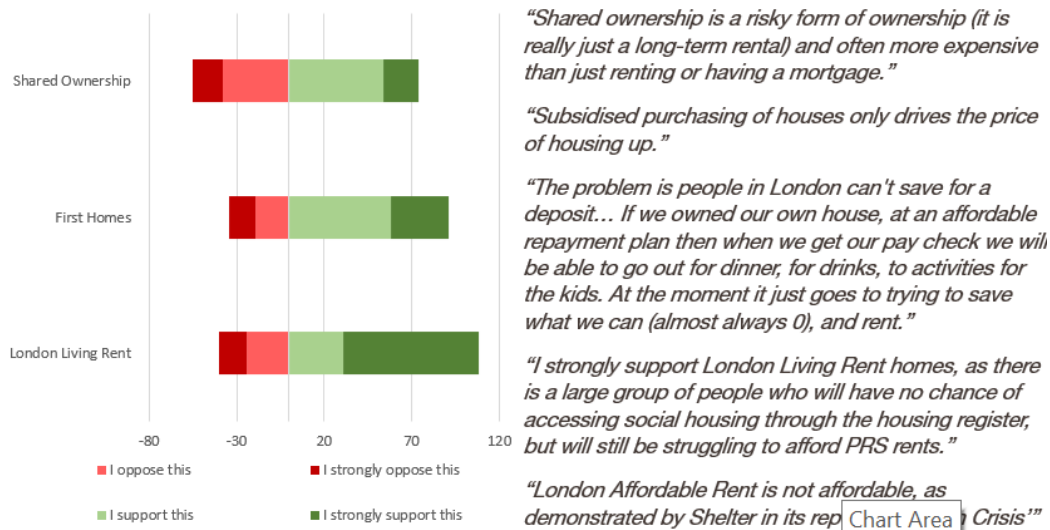 Shared Ownership
First Homes
London Living Rent
-80
-30
20
70
120
I oppose this
I strongly oppose this
I support this
I strongly support this
“Shared ownership is a risky form of ownership (it is
really just a long-term rental) and often more expensive
than just renting or having a mortgage.”
“Subsidised purchasing of houses only drives the price
of housing up.”
“The problem is people in London can't save for a
deposit... If we owned our own house, at an affordable
repayment plan then when we get our pay check we will
be able to go out for dinner, for drinks, to activities for
the kids. At the moment it just goes to trying to save
what we can (almost always 0), and rent.”
“I strongly support London Living Rent homes, as there
is a large group of people who will have no chance of
accessing social housing through the housing register,
but will still be struggling to afford PRS rents.”
“London Affordable Rent is not affordable, as
demonstrated by Shelter in its Chart Area Crisis’”